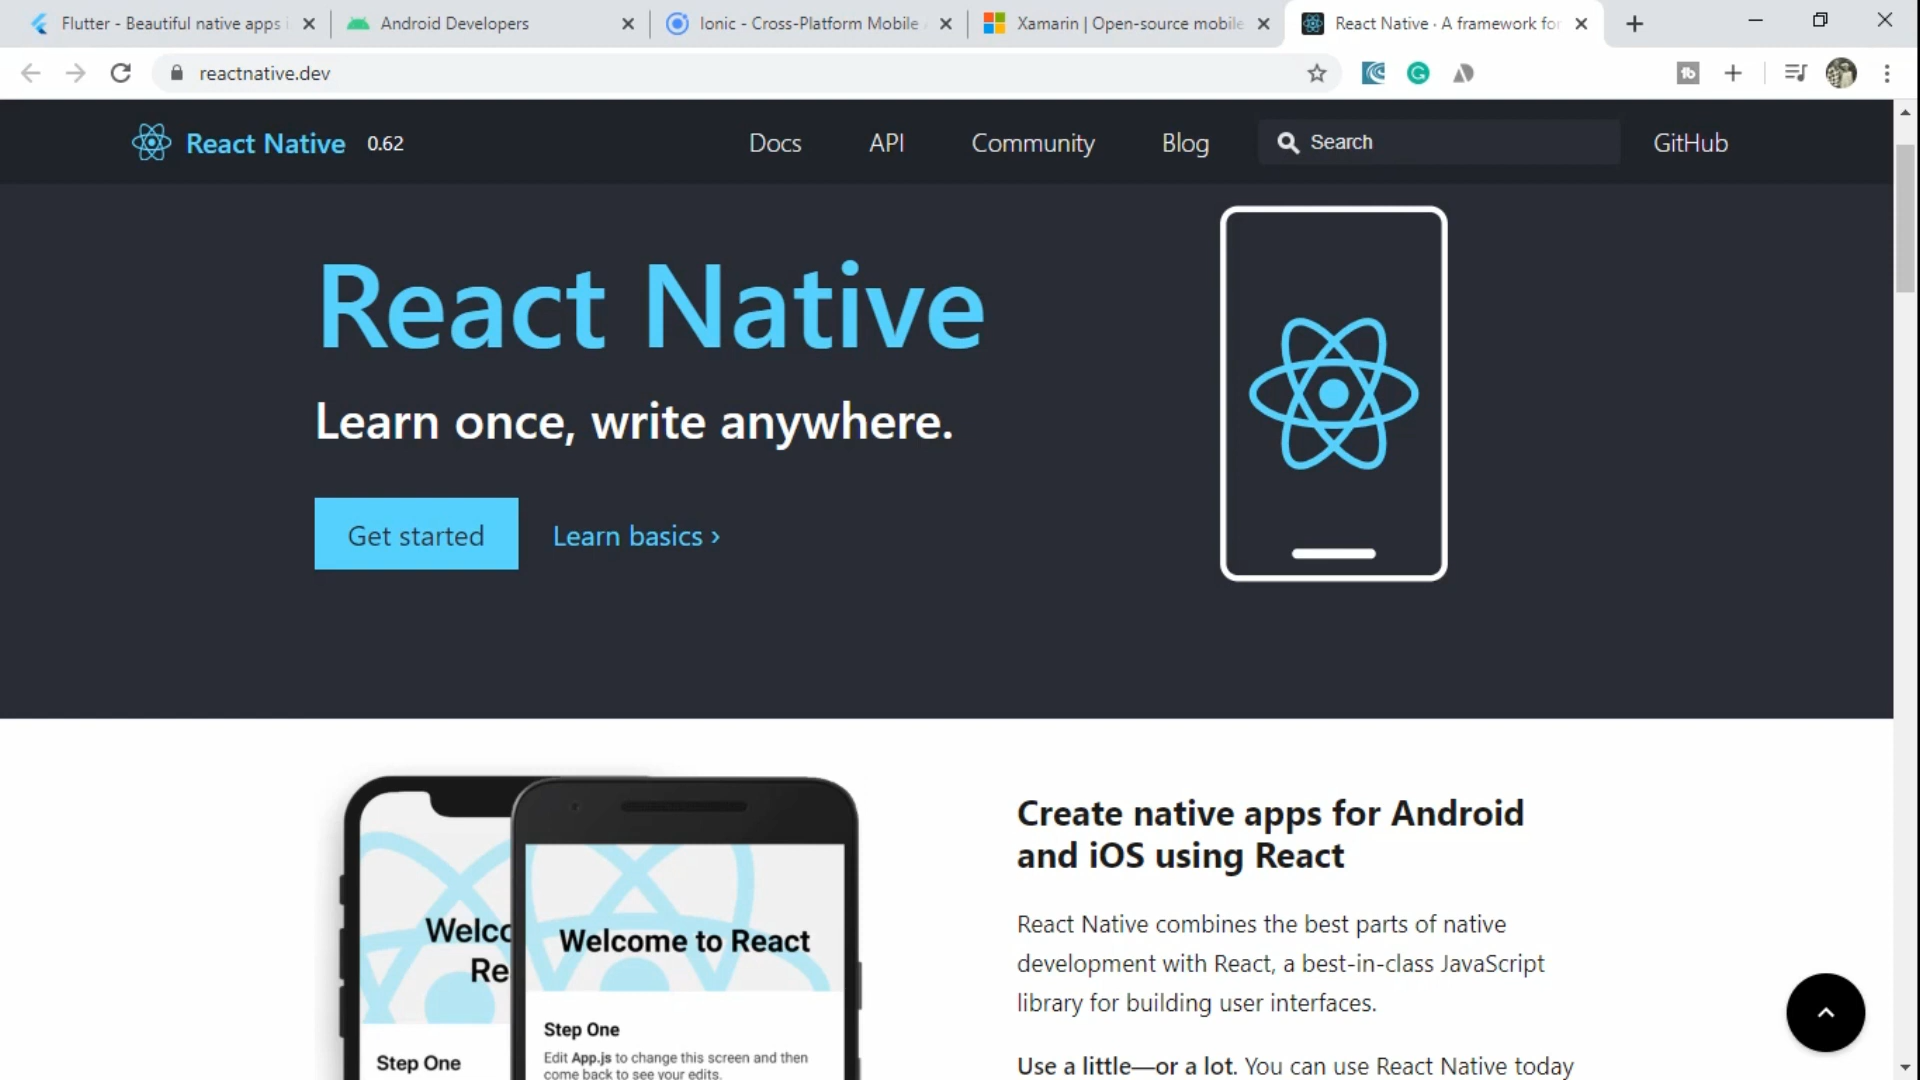 Flutter - Beautiful native apps i
Android Developers
Ionic - Cross-Platform Mobile
Xamarin | Open-source mobile
React Native · A framework for
reactnative.dev
React Native 0.62
Docs
API
Community
Blog
Search
GitHub
React Native
Learn once, write anywhere.
Get started
Learn basics ›
Create native apps for Android
and iOS using React
React Native combines the best parts of native
development with React, a best-in-class JavaScript
library for building user interfaces.
Use a little—or a lot. You can use React Native today
Welco
Re
Step One
Welcome to React
Step One
Edit App.js to change this screen and then
come back to see your edits.